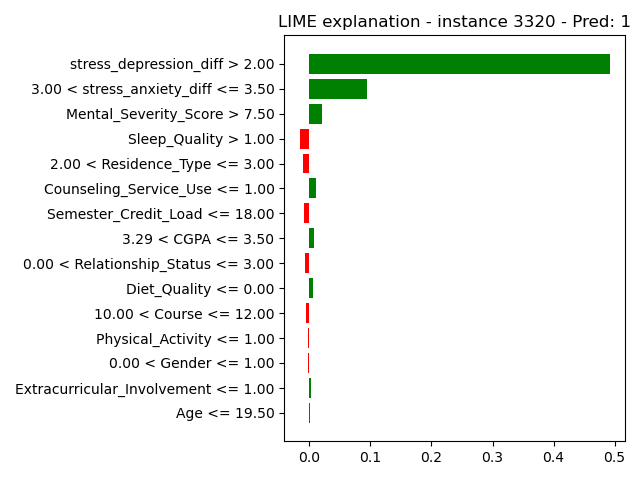 LIME explanation - instance 3320 - Pred: 1
stress_depression_diff > 2.00
3.00 < stress_anxiety_diff <= 3.50
Mental_Severity_Score > 7.50
Sleep_Quality > 1.00
2.00 < Residence_Type <= 3.00
Counseling_Service_Use <= 1.00
Semester_Credit_Load <= 18.00
3.29 < CGPA <= 3.50
0.00 < Relationship_Status <= 3.00
Diet_Quality <= 0.00
10.00 < Course <= 12.00
Physical_Activity <= 1.00
0.00 < Gender <= 1.00
Extracurricular_Involvement <= 1.00
Age <= 19.50
0.0 0.1 0.2 0.3 0.4 0.5